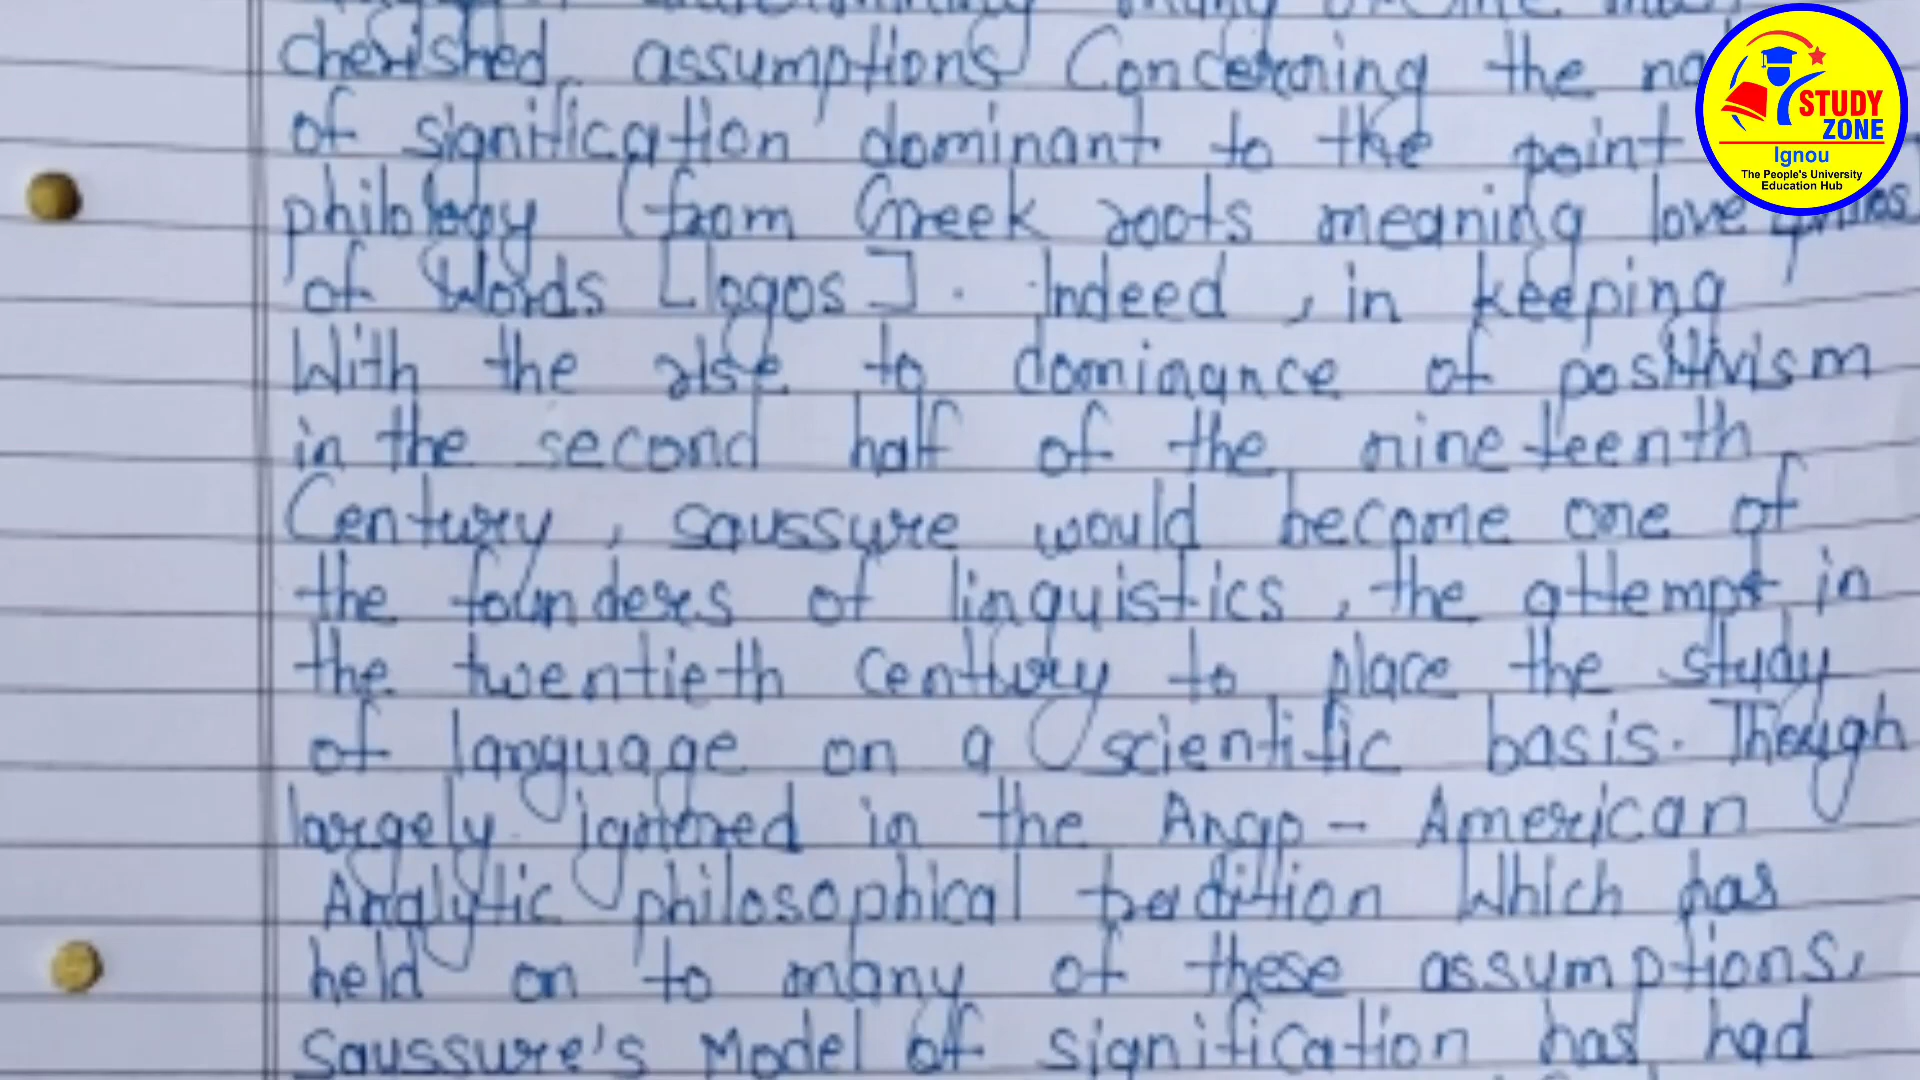 cherished assumptions Concerning the
of signification dominant to the point
philology (from Greek roots meaning love
of Words [logos]. Indeed, in keeping
With the rise to dominance of positivism
in the second half of the nineteenth
Century, saussure would become one of
the founders of linguistics, the attempt in
the twentieth Century to place the study
of language on a scientific basis. Though
largely ignored in the - American
Analytic philosophical tradition Which has
held on to many of these assumptions,
Saussure's Model of signification has had
STUDY
ZONE
Ignou
The People's University
Education Hub